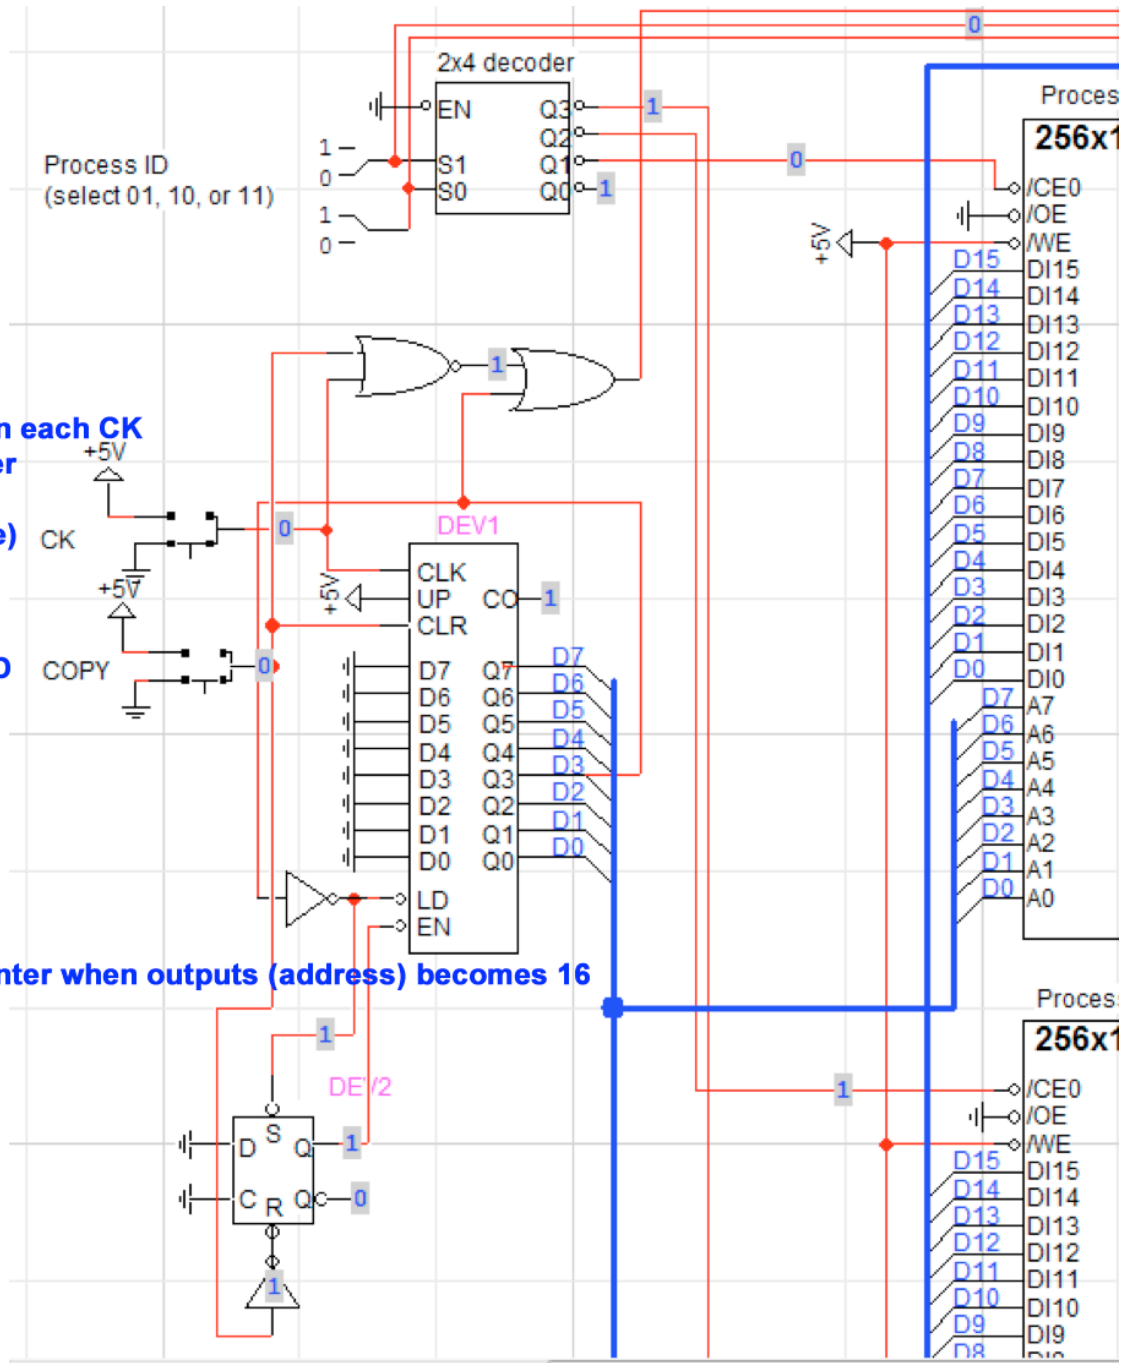 0
2x4 decoder
Proces
256x1
EN
Q3
1
Q2
Process ID
(select 01, 10, or 11)
1
0
S1
Q1
0
S0
Q0
1
1
0
/CE0
/OE
+5V
/WE
D15
DI15
D14
DI14
D13
DI13
D12
DI12
D11
DI11
D10
DI10
D9
DI9
D8
DI8
D7
DI7
D6
DI6
D5
DI5
D4
DI4
D3
DI3
D2
DI2
D1
DI1
D0
DI0
D7
A7
D6
A6
D5
A5
D4
A4
D3
A3
D2
A2
D1
A1
D0
A0
1
n each CK
er
e)
+5V
CK
0
DEV1
+5V
COPY
0
+5V
CLK
UP
CO
1
CLR
D7
Q7
D7
D6
Q6
D6
D5
Q5
D5
D4
Q4
D4
D3
Q3
D3
D2
Q2
D2
D1
Q1
D1
D0
Q0
D0
LD
EN
nter when outputs (address) becomes 16
1
DEV2
S
D
Q
1
C
R
Q
0
1
Proces
256x1
1
/CE0
/OE
/WE
D15
DI15
D14
DI14
D13
DI13
D12
DI12
D11
DI11
D10
DI10
D9
DI9
D8